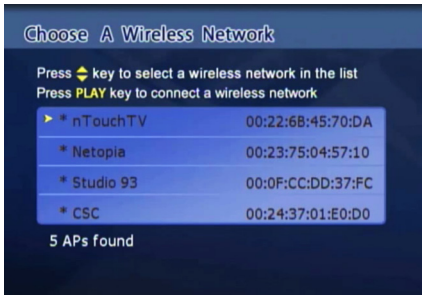 Choose A Wireless Network
Press key to select a wireless network in the list
Press PLAY key to connect a wireless network
* nTouchTV 00:22:6B:45:70:DA
* Netopia 00:23:75:04:57:10
* Studio 93 00:0F:CC:DD:37:FC
* CSC 00:24:37:01:E0:D0
5 APs found